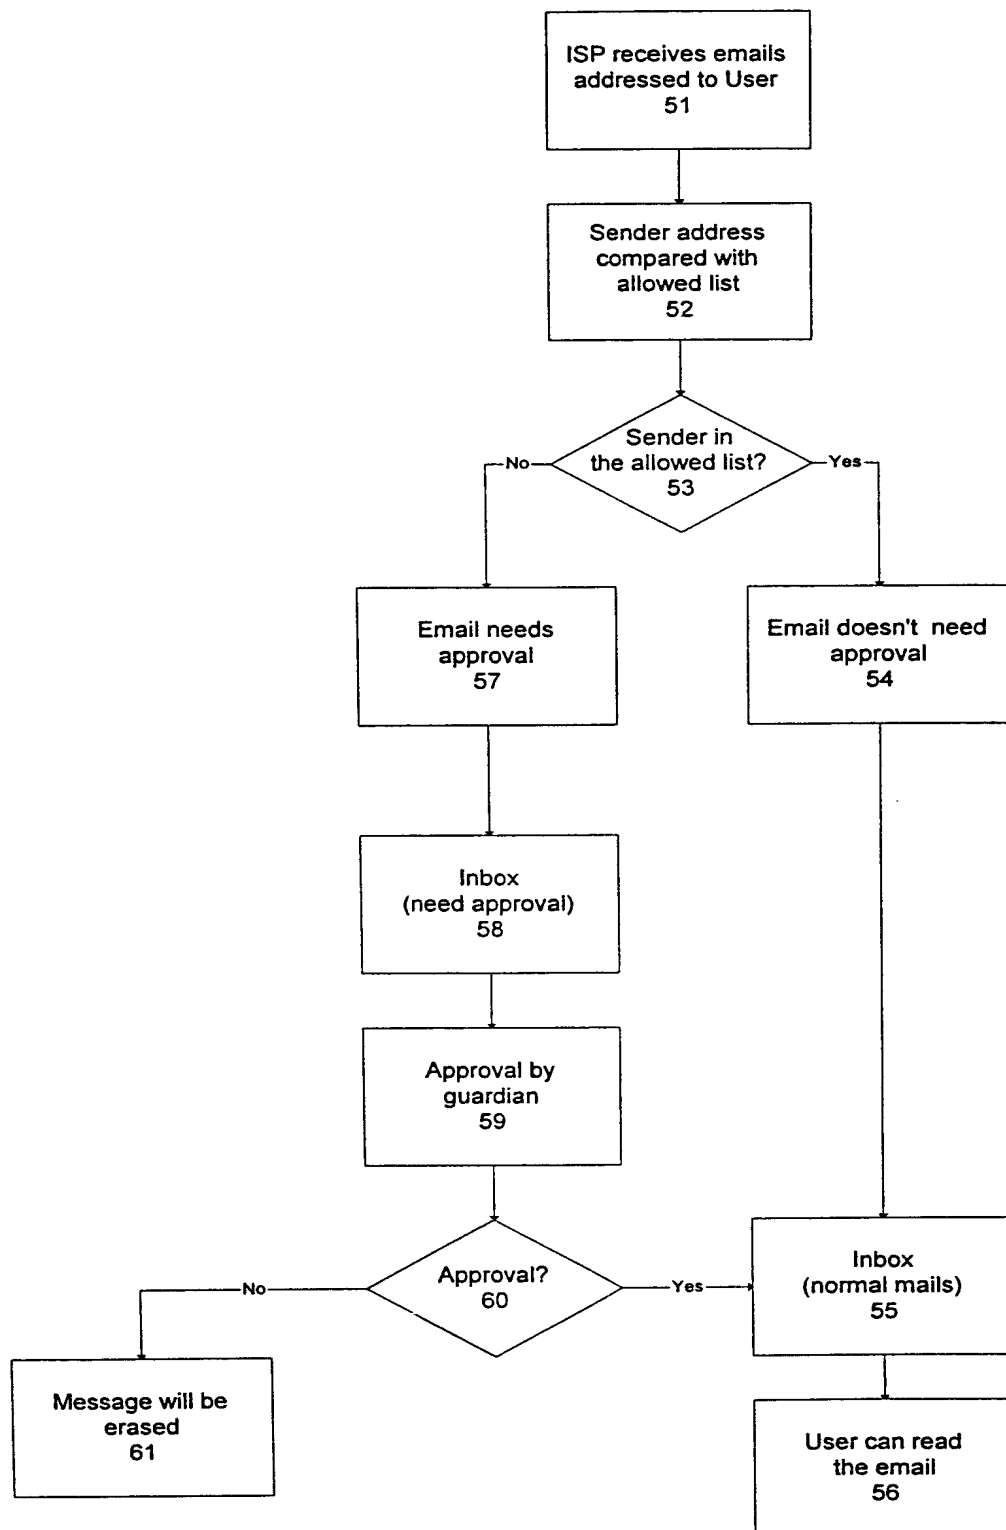 ISP receives emails
addressed to User
51
Sender address
compared with
allowed list
52
Sender in
the allowed list?
53
No
Yes
Email needs
approval
57
Email doesn't need
approval
54
Inbox
(need approval)
58
Approval by
guardian
59
Approval?
60
No
Yes
Inbox
(normal mails)
55
Message will be
erased
61
User can read
the email
56